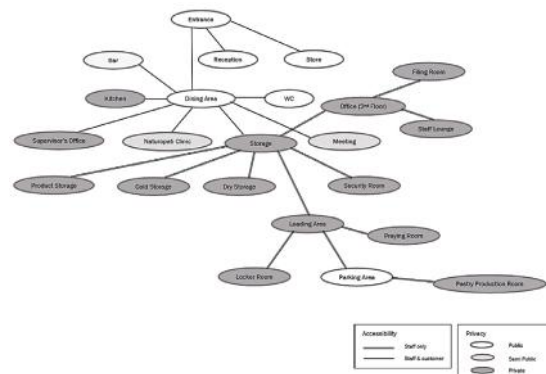 Entrance
Bar
Reception
Store
Filing Room
Kitchen
Dining Area
WC
Office (2nd Floor)
Supervisor's Office
Naturopath Clinic
Storage
Meeting
Staff Lounge
Product Storage
Cold Storage
Dry Storage
Security Room
Loading Area
Praying Room
Locker Room
Parking Area
Pastry Production Room
Accessibility
Staff only
Staff & customer
Privacy
Public
Semi Public
Private